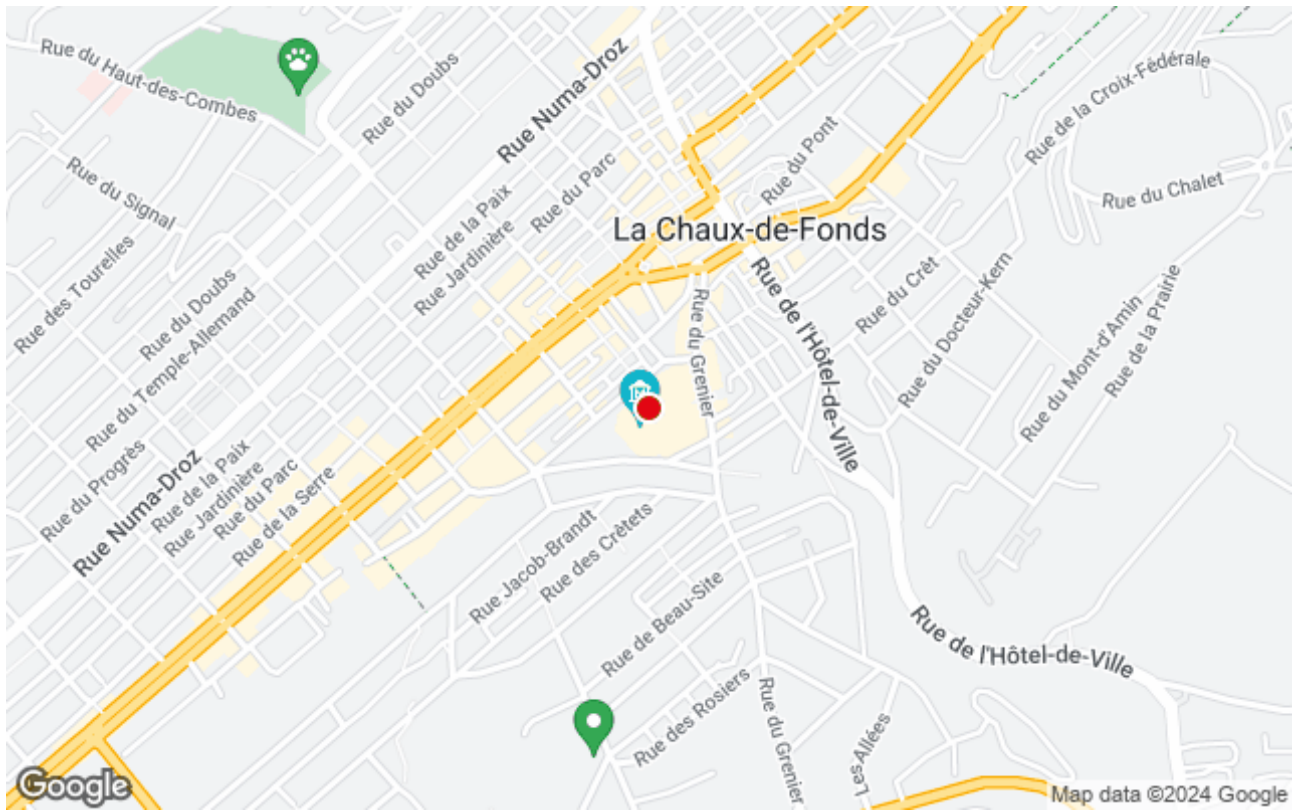 Rue du Haut-des-Combes
Rue du Doubs
Rue Numa-Droz
Rue de la Croix-Fédérale
Rue du Pont
Rue du Signal
Rue du Parc
Rue de la Paix
Rue Jardinière
Rue du Chalet
La Chaux-de-Fonds
Rue des Tourelles
Rue du Doubs
Rue du Temple-Allemand
Rue de l'Hôtel-de-Ville
Rue du Grenier
Rue du Crêt
Rue du Docteur-Kern
Rue du Mont-d'Amin
Rue de la Prairie
Rue du Progrès
Rue Numa-Droz
Rue de la Paix
Rue Jardinière
Rue du Parc
Rue de la Serre
Rue Jacob-Brandt
Rue des Crêtets
Rue de Beau-Site
Rue de l'Hôtel-de-Ville
Rue des Rosiers
Rue du Grenier
Les Allées
Google
Map data ©2024 Google